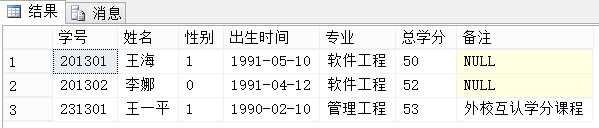 结果 消息
学号 姓名 性别 出生时间 专业 总学分 备注
1 201301 王海 1 1991-05-10 软件工程 50 NULL
2 201302 李娜 0 1991-04-12 软件工程 52 NULL
3 231301 王一平 1 1990-02-10 管理工程 53 外校互认学分课程